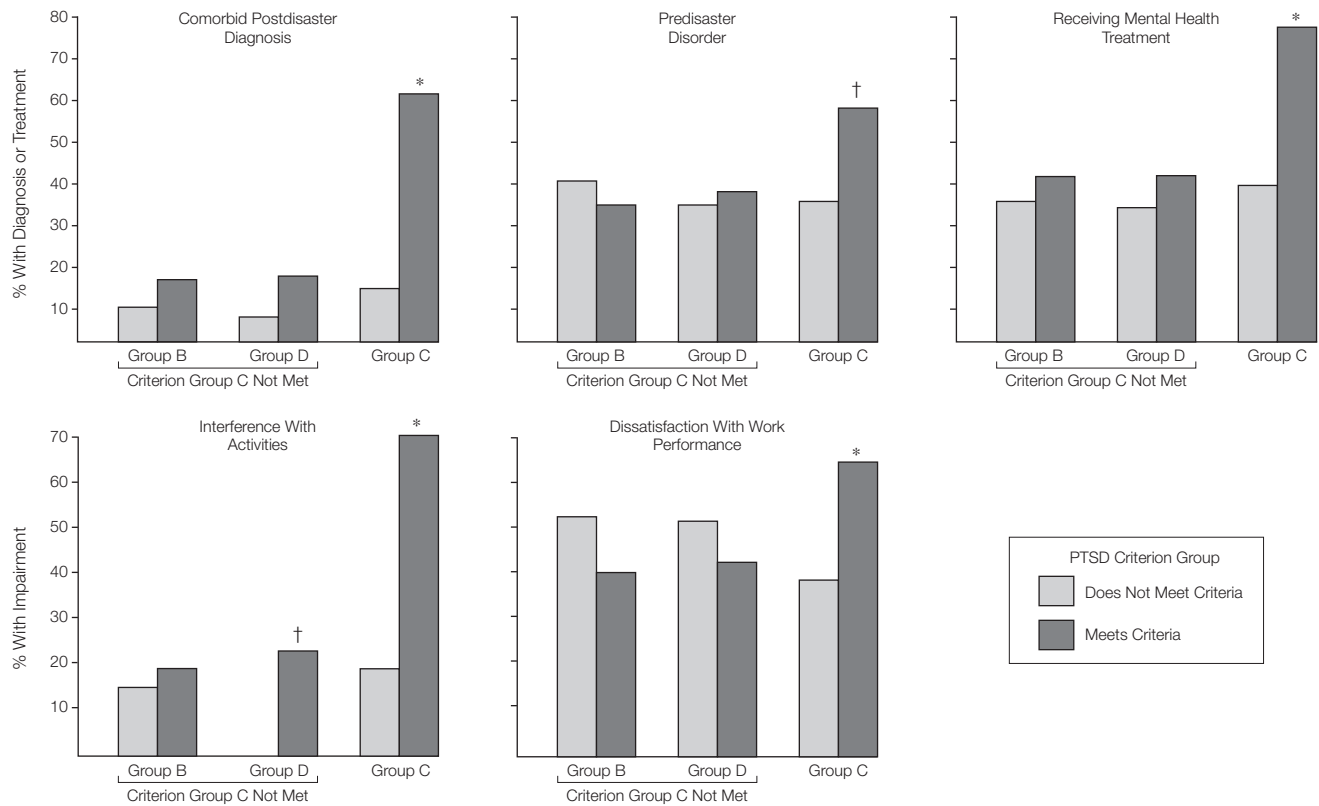 Comorbid Postdisaster
Diagnosis
Predisaster
Disorder
Receiving Mental Health
Treatment
% With Diagnosis or Treatment
80
70
60
50
40
30
20
10
*
†
*
Group B
Group D
Group C
Criterion Group C Not Met
Group B
Group D
Group C
Criterion Group C Not Met
Group B
Group D
Group C
Criterion Group C Not Met
Interference With
Activities
Dissatisfaction With Work
Performance
% With Impairment
70
60
50
40
30
20
10
†
*
*
Group B
Group D
Group C
Criterion Group C Not Met
Group B
Group D
Group C
Criterion Group C Not Met
PTSD Criterion Group
Does Not Meet Criteria
Meets Criteria